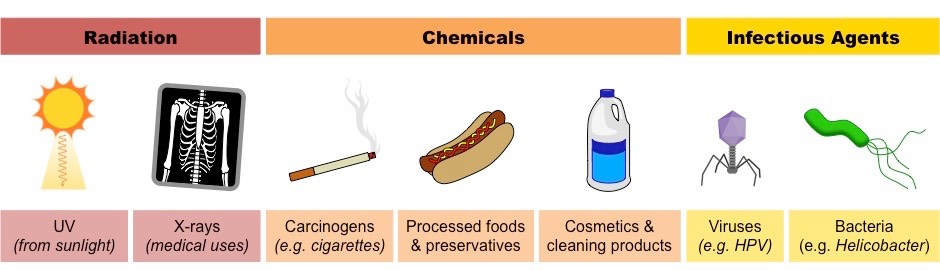 Radiation
Chemicals
Infectious Agents
UV
(from sunlight)
X-rays
(medical uses)
Carcinogens
(e.g. cigarettes)
Processed foods
& preservatives
Cosmetics &
cleaning products
Viruses
(e.g. HPV)
Bacteria
(e.g. Helicobacter)